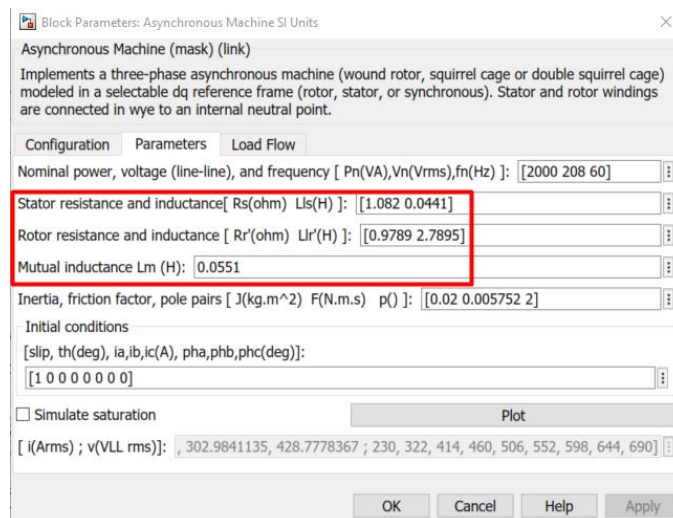 Block Parameters: Asynchronous Machine SI Units
Asynchronous Machine (mask) (link)
Implements a three-phase asynchronous machine (wound rotor, squirrel cage or double squirrel cage)
modeled in a selectable dq reference frame (rotor, stator, or synchronous). Stator and rotor windings
are connected in wye to an internal neutral point.
Configuration Parameters Load Flow
Nominal power, voltage (line-line), and frequency [ Pn(VA),Vn(Vrms),fn(Hz) ]: [2000 208 60]
Stator resistance and inductance[ Rs(ohm) Lls(H) ]: [1.082 0.0441]
Rotor resistance and inductance [ Rr'(ohm) Llr'(H) ]: [0.9789 2.7895]
Mutual inductance Lm (H): 0.0551
Inertia, friction factor, pole pairs [ J(kg.m^2) F(N.m.s) p() ]: [0.02 0.005752 2]
Initial conditions
[slip, th(deg), ia,ib,ic(A), pha,phb,phc(deg)]:
[1 0 0 0 0 0 0 0]
Simulate saturation Plot
[ i(Arms) ; v(VLL rms)]: , 302.9841135, 428.7778367 ; 230, 322, 414, 460, 506, 552, 598, 644, 690]
OK Cancel Help Apply